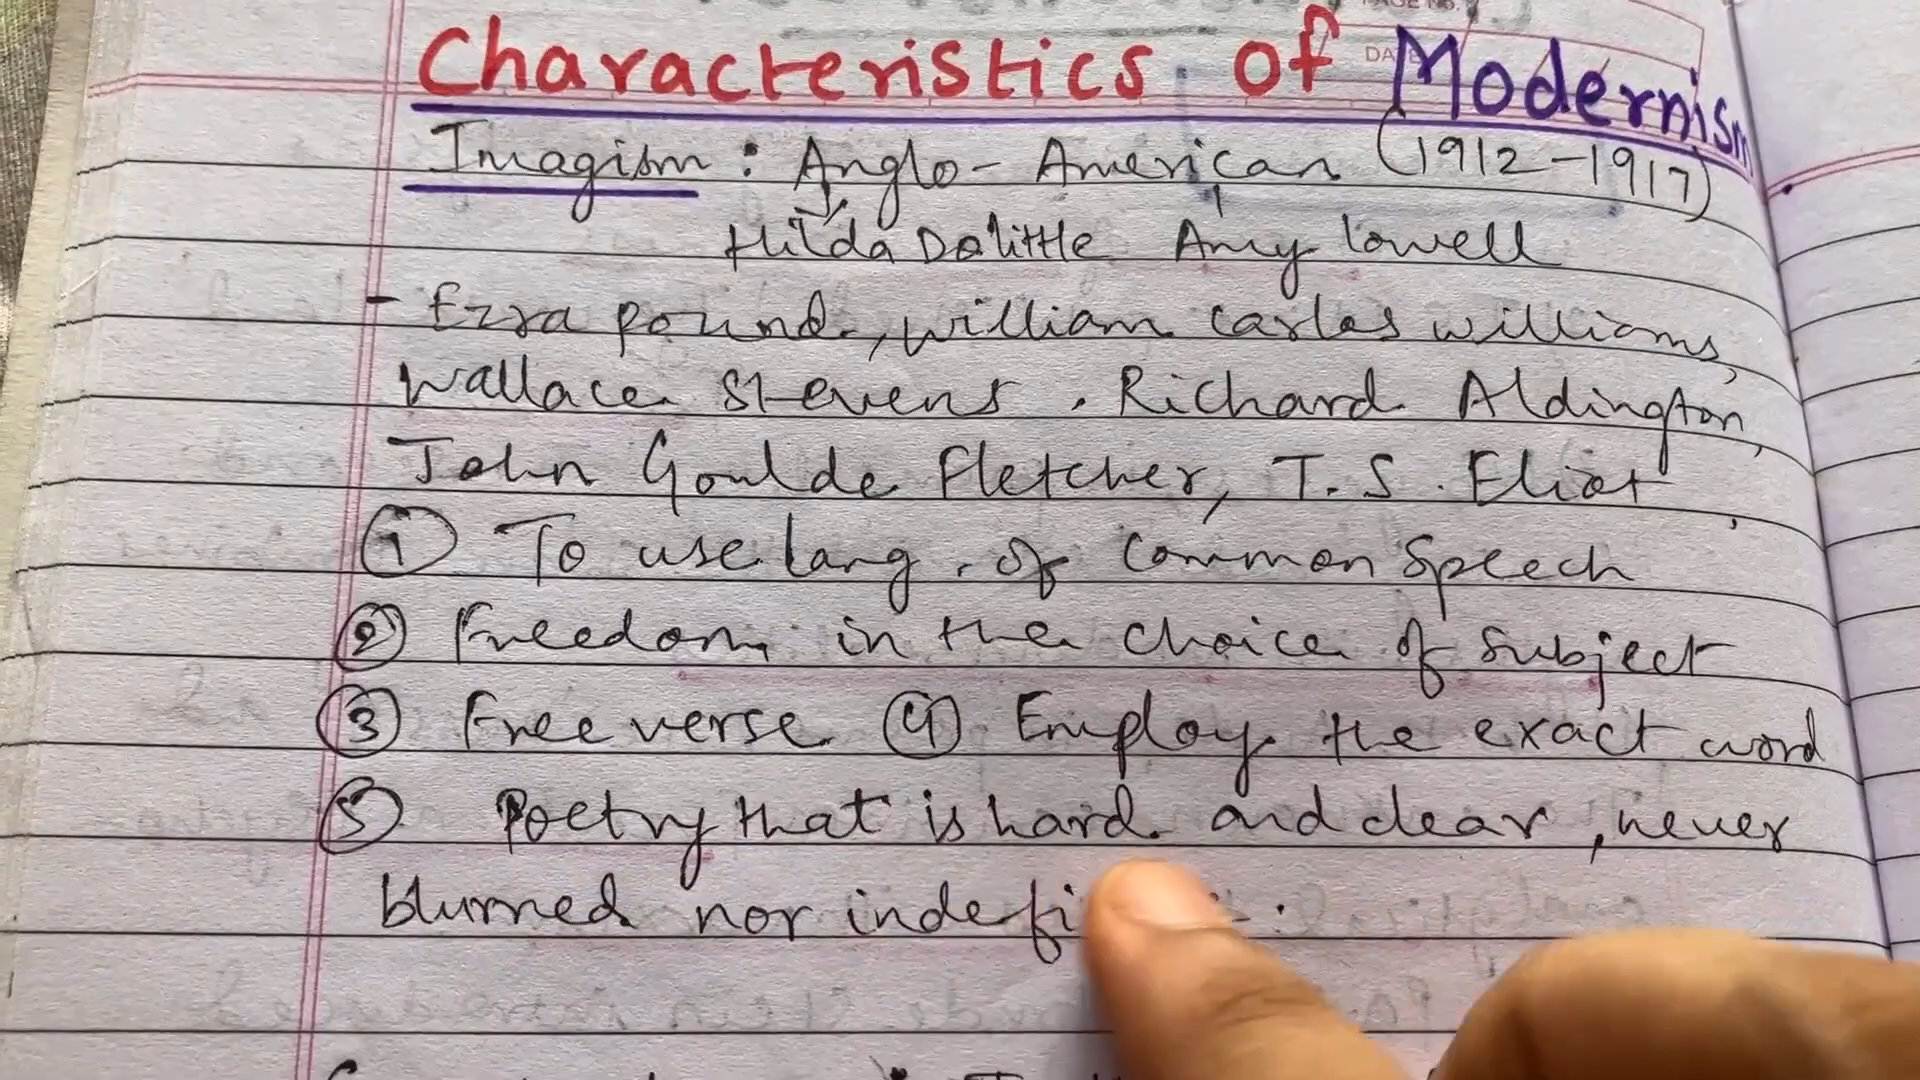 Characteristics of Modernism
Imagism : Anglo-American (1912-1917)
Hilda Dolittle Amy lowell
- Ezra pound, william carlos williams,
Wallace Stevens, Richard Aldington,
John Goulde Fletcher, T.S. Eliot,
① To use lang. of common speech
② Freedom in the choice of subject
③ Free verse ④ Employ the exact word
⑤ Poetry that is hard and clear, never
blurred nor